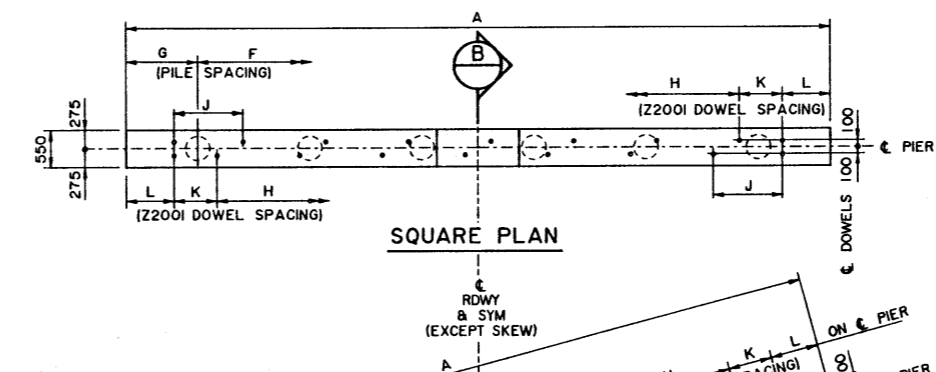 A
B
G
F
(PILE SPACING)
H
K
L
(Z2001 DOWEL SPACING)
J
275
550
275
100
100
℄ PIER
J
L
K
H
(Z2001 DOWEL SPACING)
℄ DOWELS
SQUARE PLAN
℄
RDWY
& SYM
(EXCEPT SKEW)
A
K
L
ON ℄ PIER
PIER